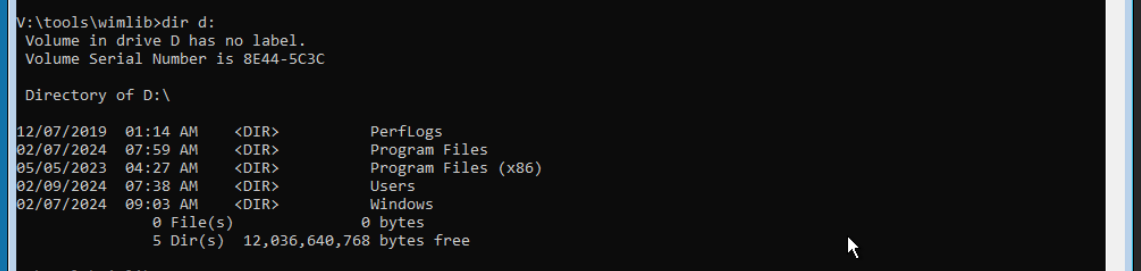 V:\tools\wimlib>dir d:
 Volume in drive D has no label.
 Volume Serial Number is 8E44-5C3C
 Directory of D:\
12/07/2019  01:14 AM    <DIR>          PerfLogs
02/07/2024  07:59 AM    <DIR>          Program Files
05/05/2023  04:27 AM    <DIR>          Program Files (x86)
02/09/2024  07:38 AM    <DIR>          Users
02/07/2024  09:03 AM    <DIR>          Windows
               0 File(s)              0 bytes
               5 Dir(s)  12,036,640,768 bytes free